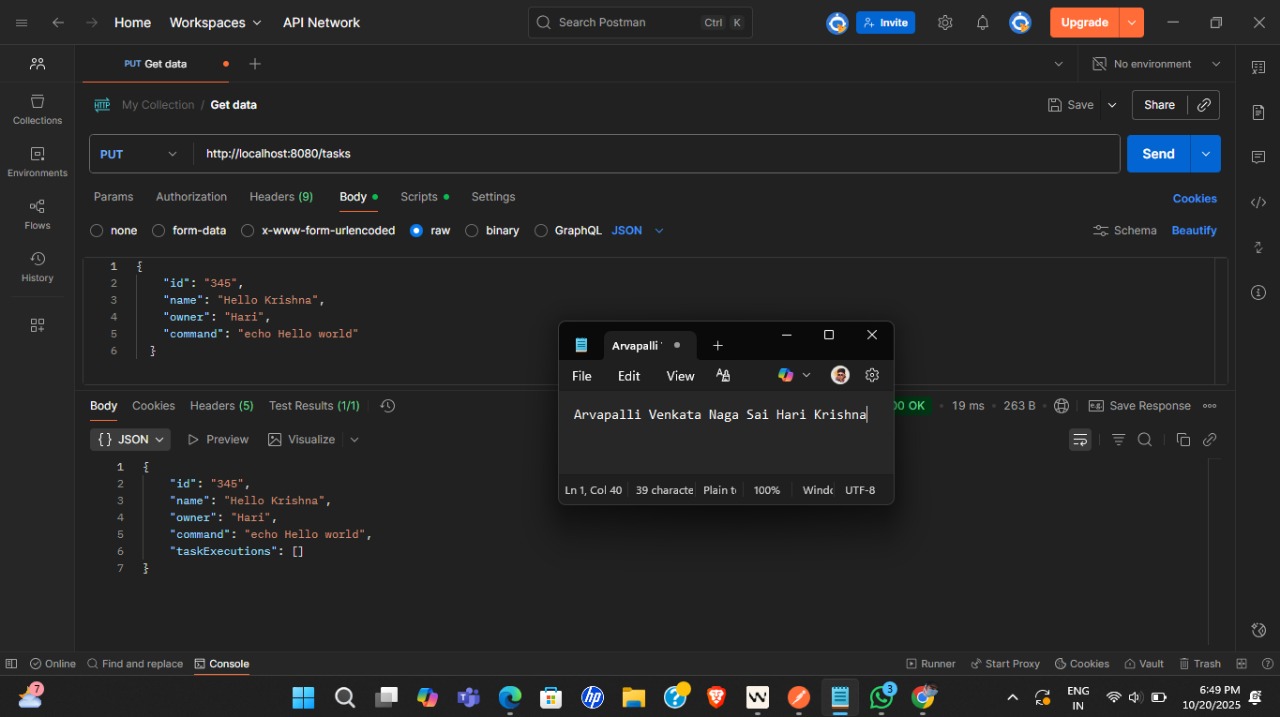 Home Workspaces API Network Search Postman Ctrl K Invite Upgrade
PUT Get data No environment
My Collection / Get data Save Share
PUT http://localhost:8080/tasks Send
Params Authorization Headers (9) Body Scripts Settings Cookies
none form-data x-www-form-urlencoded raw binary GraphQL JSON Schema Beautify
Collections
Environments
Flows
History
1 {
2 "id": "345",
3 "name": "Hello Krishna",
4 "owner": "Hari",
5 "command": "echo Hello world"
6 }
Arvapalli
File Edit View
Arvapalli Venkata Naga Sai Hari Krishna
Ln 1, Col 40 39 characte Plain t 100% Windo UTF-8
Body Cookies Headers (5) Test Results (1/1) 00 OK 19 ms 263 B Save Response
{} JSON Preview Visualize
1 {
2 "id": "345",
3 "name": "Hello Krishna",
4 "owner": "Hari",
5 "command": "echo Hello world",
6 "taskExecutions": []
7 }
Online Find and replace Console Runner Start Proxy Cookies Vault Trash
7 3 ENG 6:49 PM
IN 10/20/2025